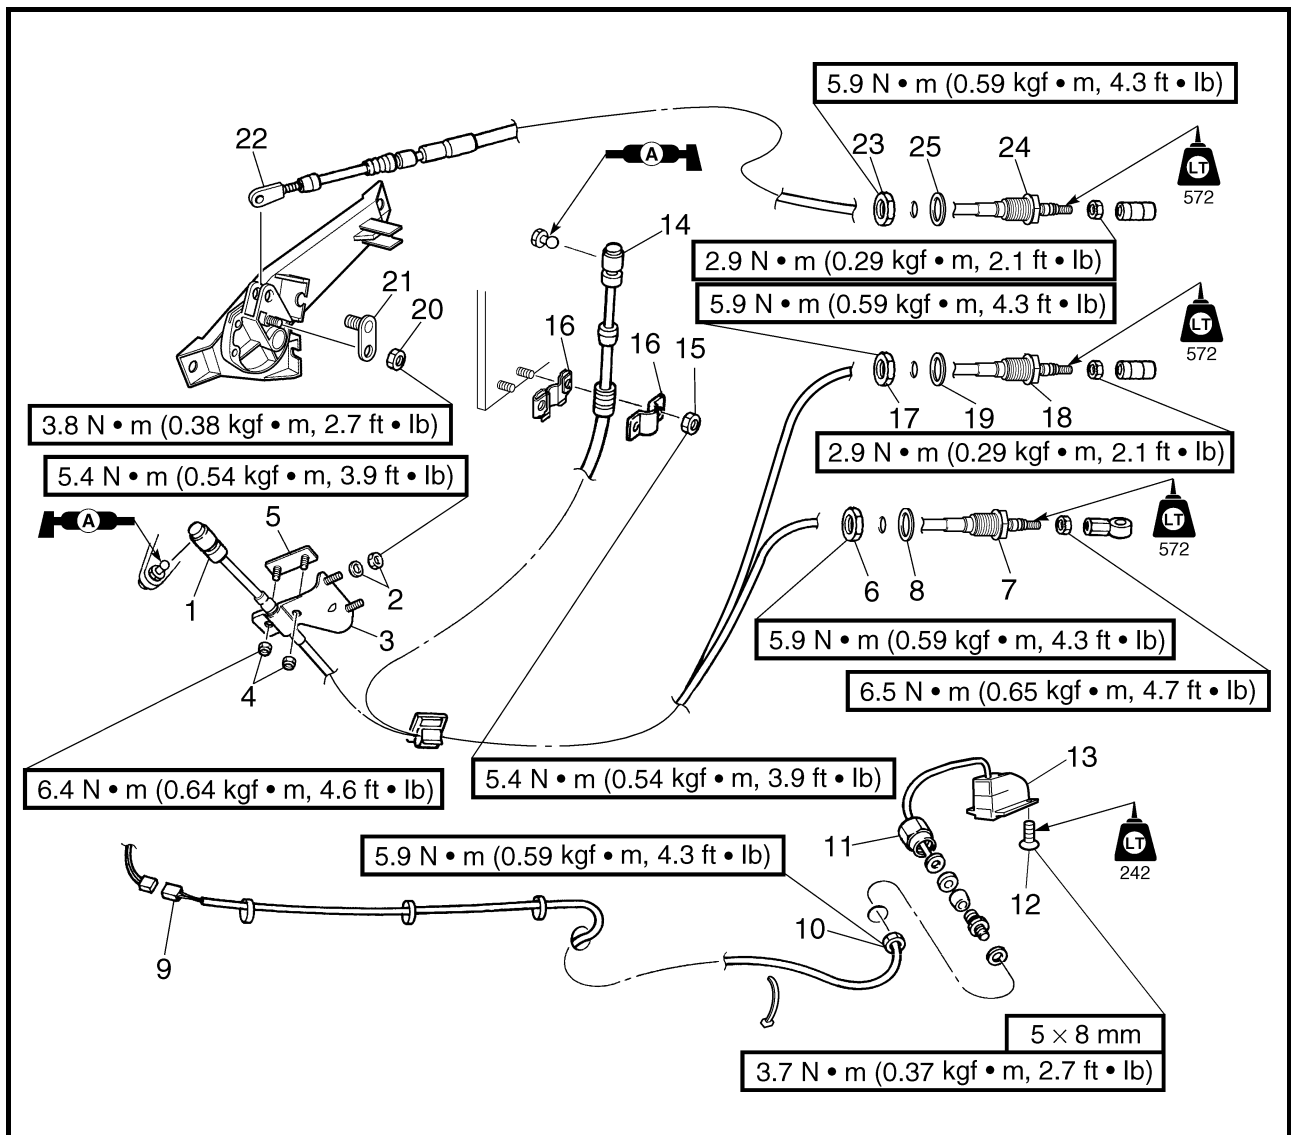 5.9 N • m (0.59 kgf • m, 4.3 ft • lb)
22
23
25
24
LT
572
A
14
2.9 N • m (0.29 kgf • m, 2.1 ft • lb)
5.9 N • m (0.59 kgf • m, 4.3 ft • lb)
21
20
16
16
15
LT
572
17
19
18
3.8 N • m (0.38 kgf • m, 2.7 ft • lb)
2.9 N • m (0.29 kgf • m, 2.1 ft • lb)
5.4 N • m (0.54 kgf • m, 3.9 ft • lb)
A
5
LT
572
1
2
3
4
6
8
7
5.9 N • m (0.59 kgf • m, 4.3 ft • lb)
6.5 N • m (0.65 kgf • m, 4.7 ft • lb)
6.4 N • m (0.64 kgf • m, 4.6 ft • lb)
5.4 N • m (0.54 kgf • m, 3.9 ft • lb)
13
11
LT
242
5.9 N • m (0.59 kgf • m, 4.3 ft • lb)
12
10
9
5 × 8 mm
3.7 N • m (0.37 kgf • m, 2.7 ft • lb)